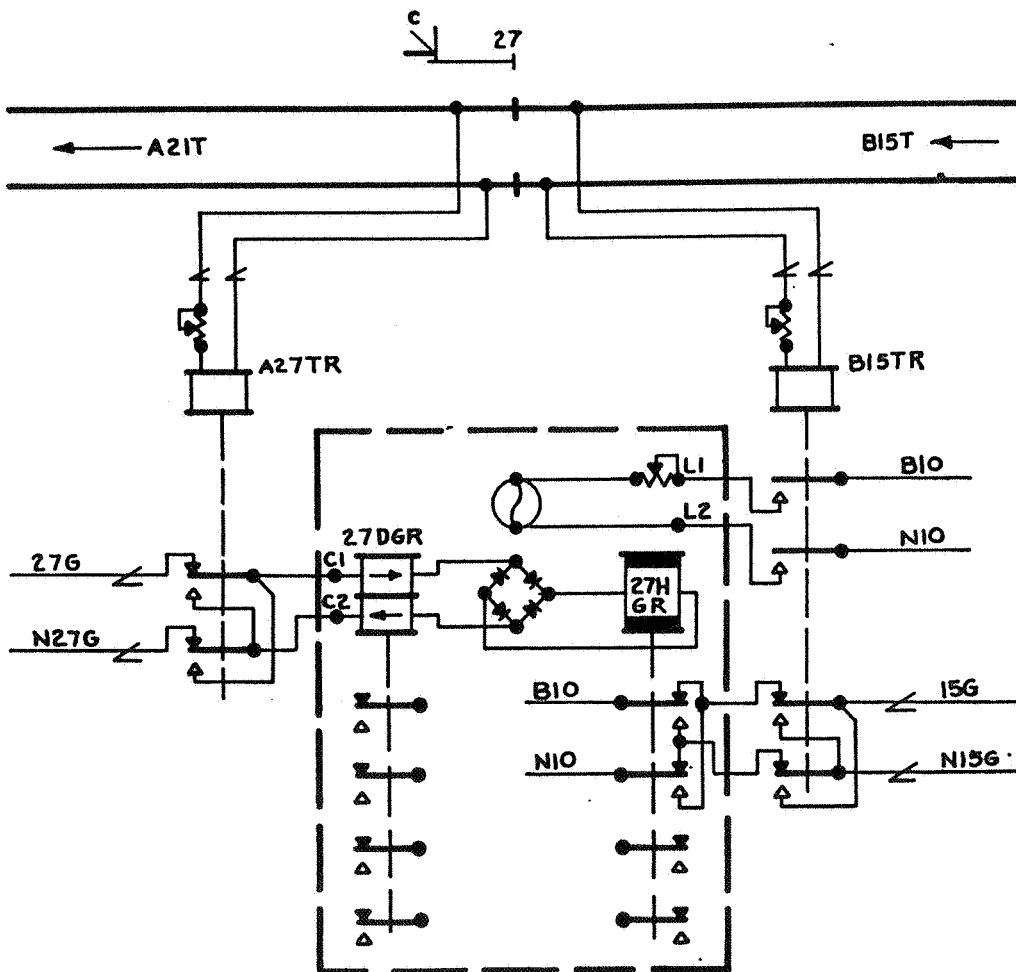 C
27
A21T
B15T
A27TR
B15TR
L1
B10
L2
N10
27G
C1
27DGR
C2
27H
GR
N27G
B10
15G
N10
N15G